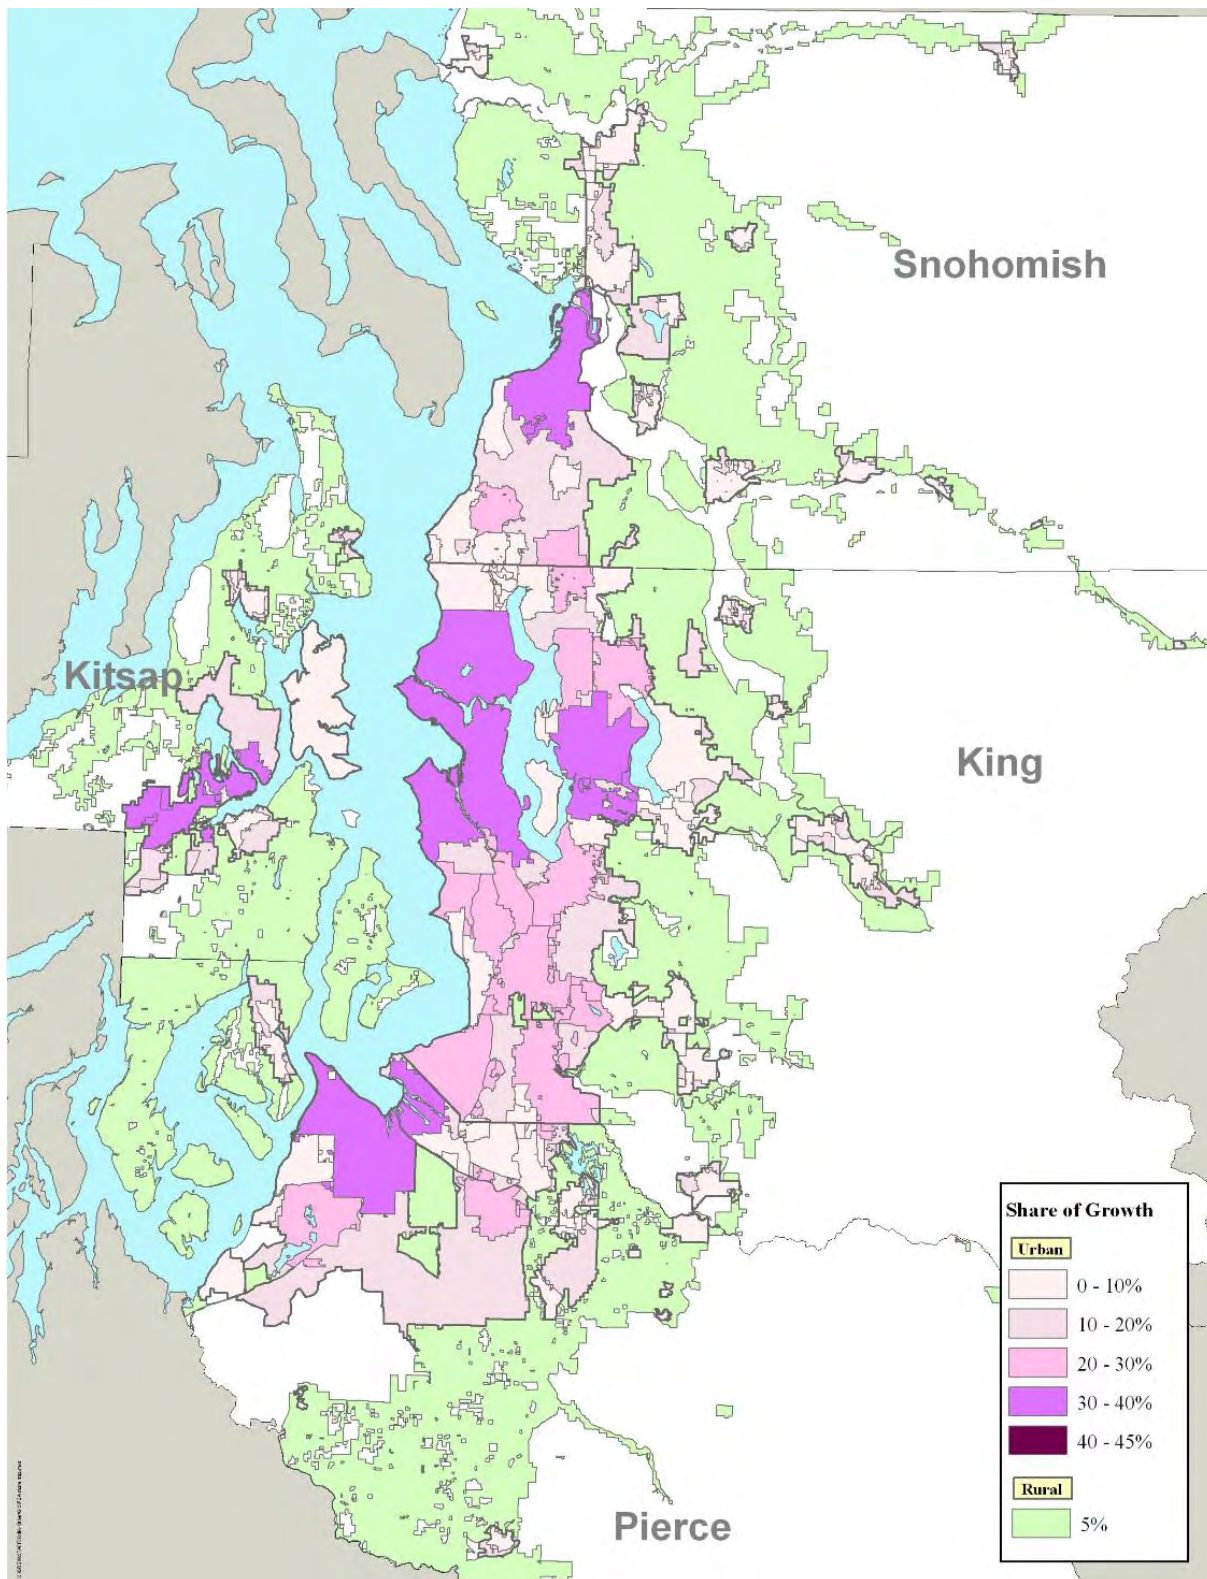 Snohomish
Kitsap
King
Share of Growth
Urban
0 - 10%
10 - 20%
20 - 30%
30 - 40%
40 - 45%
Rural
5%
Pierce